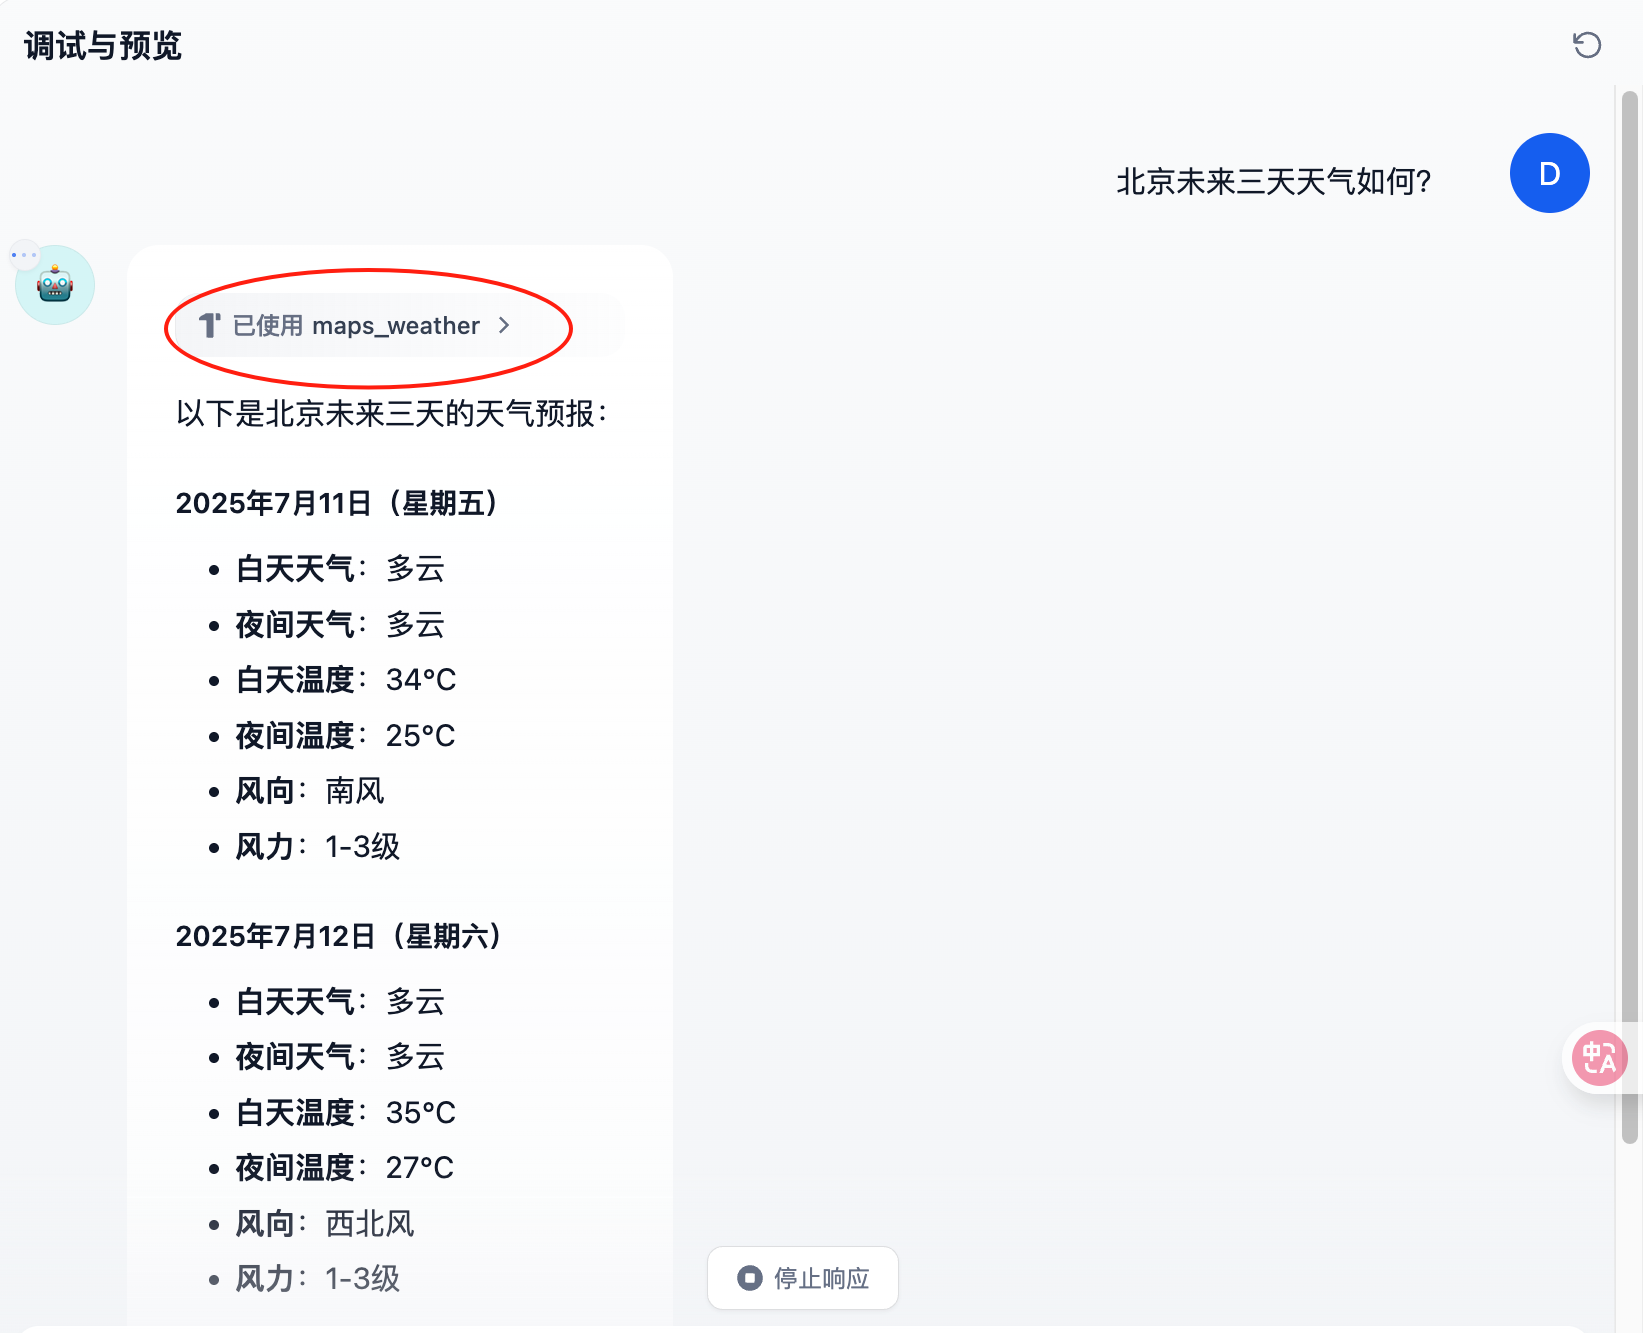 调试与预览
北京未来三天天气如何?
D
已使用 maps_weather
以下是北京未来三天的天气预报：
2025年7月11日（星期五）
白天天气：多云
夜间天气：多云
白天温度：34°C
夜间温度：25°C
风向：南风
风力：1-3级
2025年7月12日（星期六）
白天天气：多云
夜间天气：多云
白天温度：35°C
夜间温度：27°C
风向：西北风
风力：1-3级
中A
停止响应